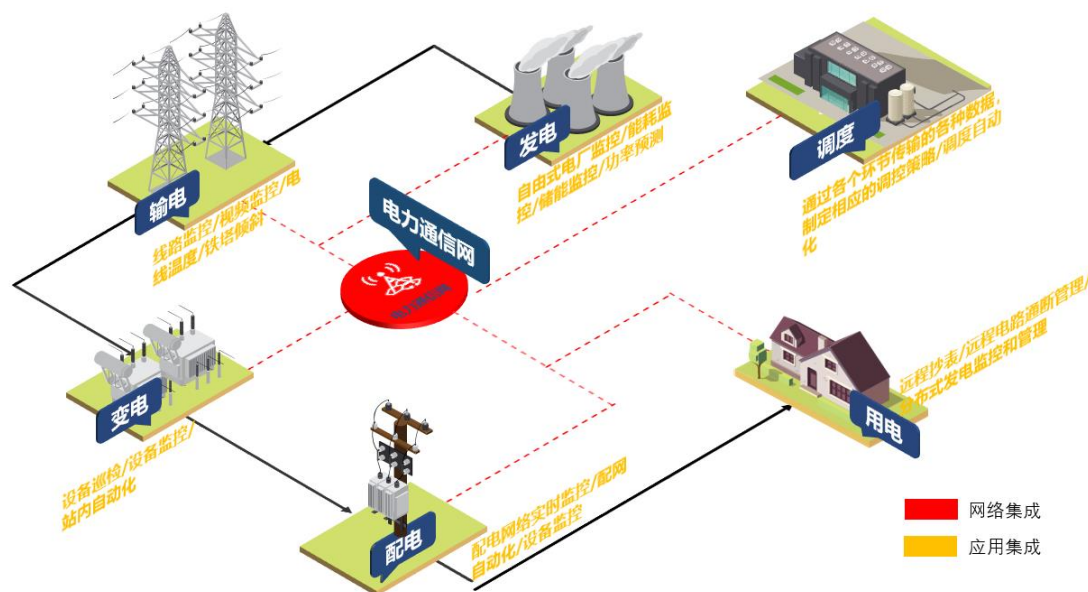 发电
自由式电厂监控/能耗监
控/储能监控/功率预测
调度
通过各个环节传输的各种数据,
制定相应的调控策略/调度自动
化
输电
线路监控/视频监控/电
线温度/铁塔倾斜
电力通信网
电力通信网
变电
设备巡检/设备监控/
站内自动化
配电
配电网络实时监控/配网
自动化/设备监控
用电
远程抄表/远程电路通断管理/
分布式发电监控和管理
网络集成
应用集成